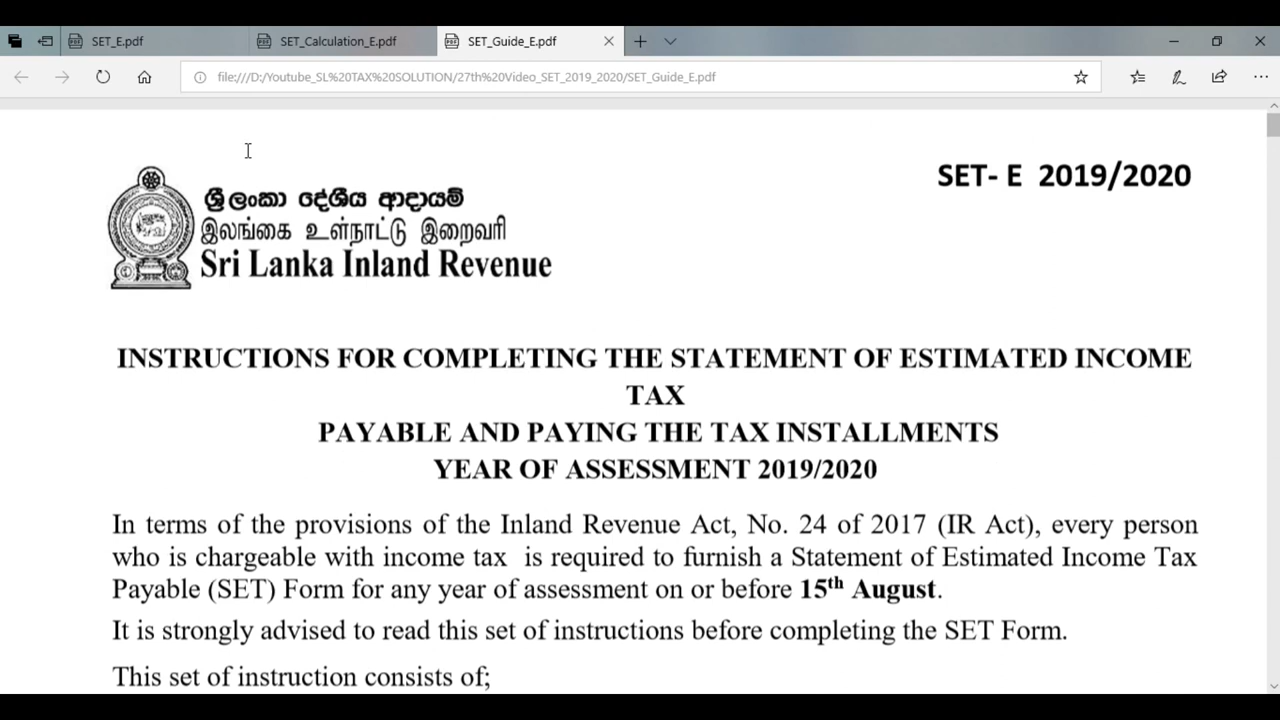 SET_E.pdf
SET_Calculation_E.pdf
SET_Guide_E.pdf
file:///D:/Youtube_SL%20TAX%20SOLUTION/27th%20Video_SET_2019_2020/SET_Guide_E.pdf
SET- E 2019/2020
ශ්‍රී ලංකා දේශීය ආදායම්
இலங்கை உள்நாட்டு இறைவரி
Sri Lanka Inland Revenue
INSTRUCTIONS FOR COMPLETING THE STATEMENT OF ESTIMATED INCOME
TAX
PAYABLE AND PAYING THE TAX INSTALLMENTS
YEAR OF ASSESSMENT 2019/2020
In terms of the provisions of the Inland Revenue Act, No. 24 of 2017 (IR Act), every person
who is chargeable with income tax is required to furnish a Statement of Estimated Income Tax
Payable (SET) Form for any year of assessment on or before 15th August.
It is strongly advised to read this set of instructions before completing the SET Form.
This set of instruction consists of;